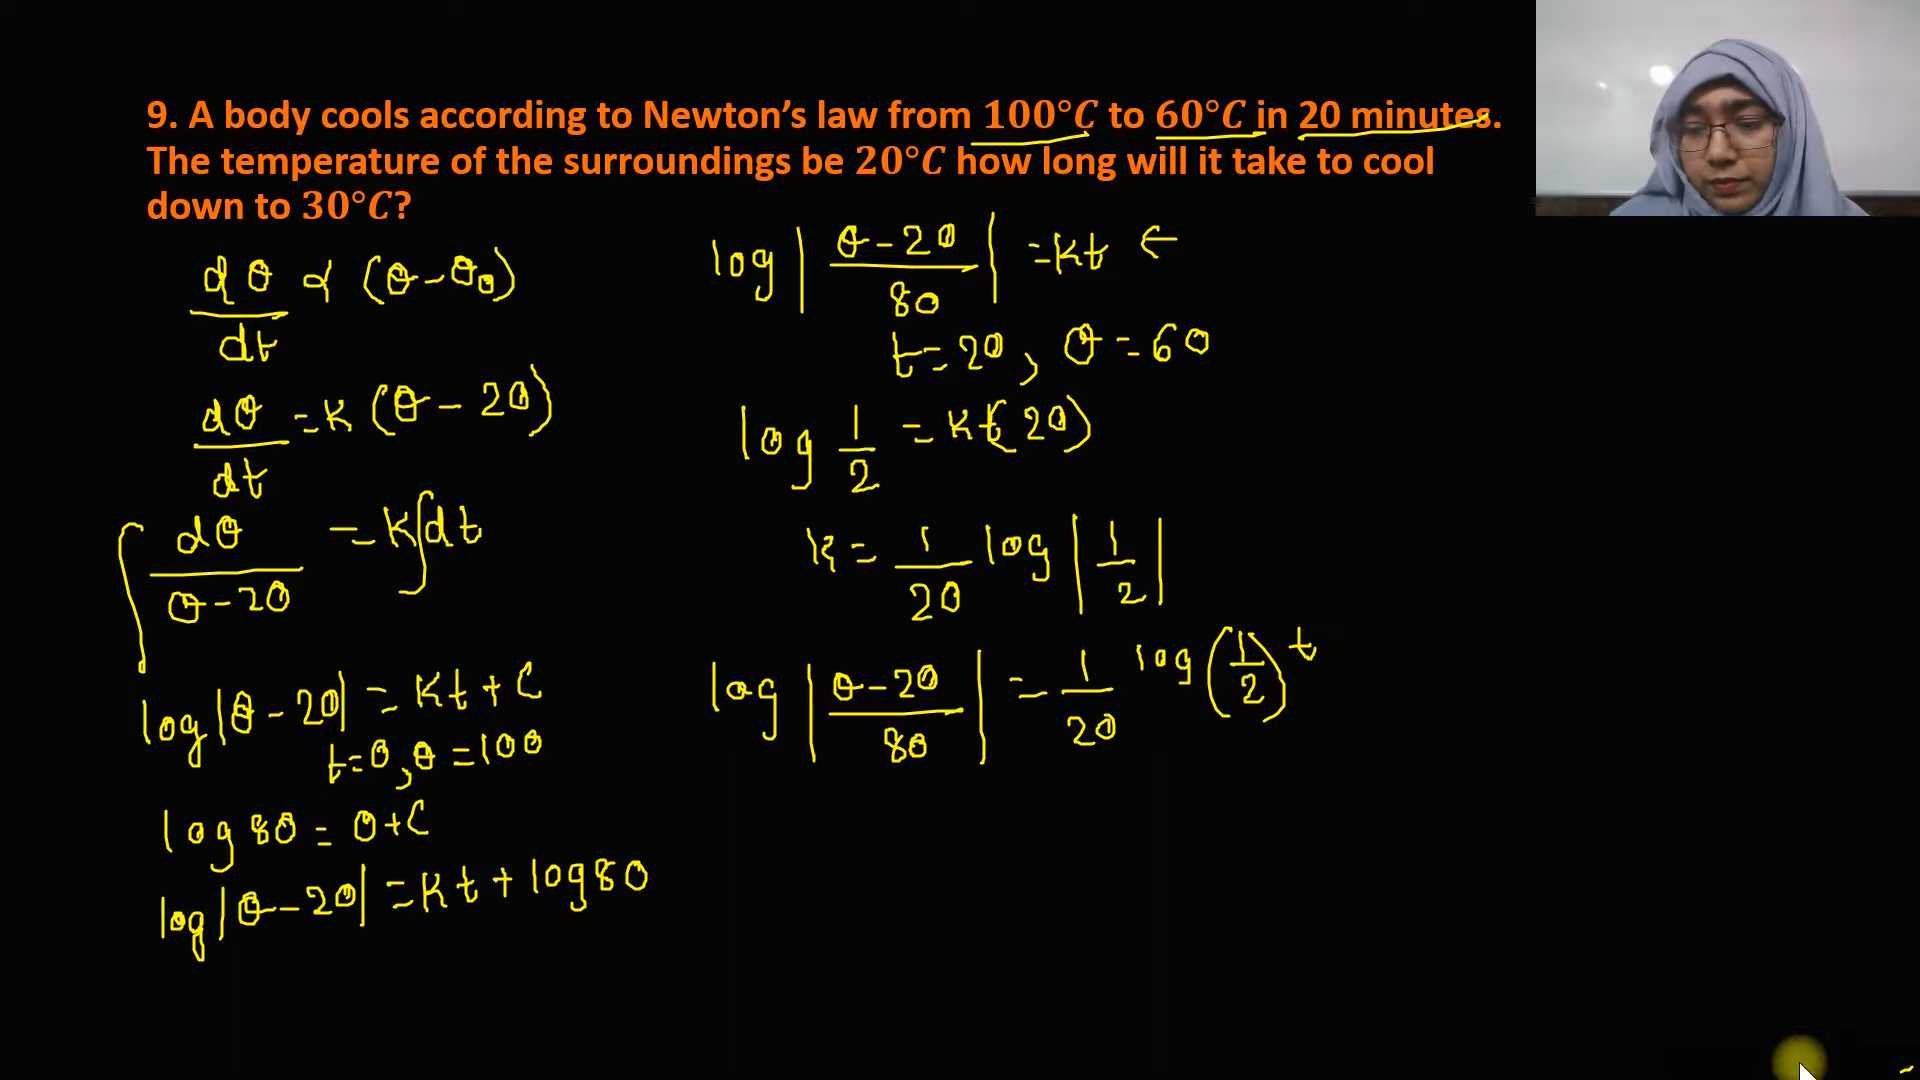 9. A body cools according to Newton's law from 100°C to 60°C in 20 minutes.
The temperature of the surroundings be 20°C how long will it take to cool
down to 30°C?
dθ/dt ∝ (θ-θ₀)
dθ/dt = K (θ - 20)
∫ dθ/(θ-20) = K∫dt
log|θ-20| = Kt + C
t=0, θ=100
log 80 = 0+C
log|θ-20| = Kt + log 80
log |(θ-20)/80| = Kt ←
t=20, θ=60
log 1/2 = Kt(20)
K = 1/20 log |1/2|
log |(θ-20)/80| = 1/20 log (1/2) t